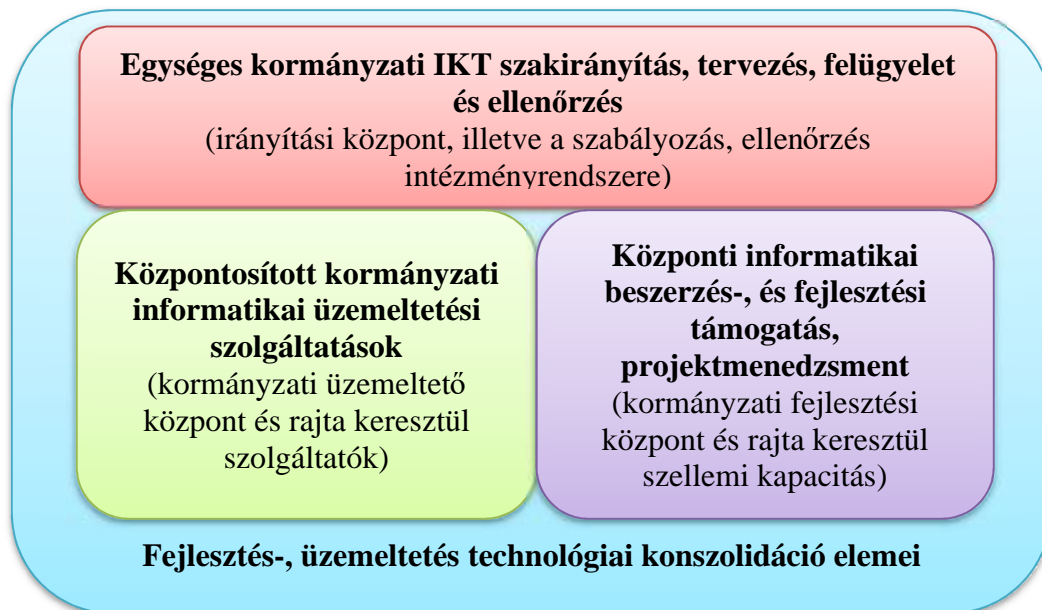 Egységes kormányzati IKT szakirányítás, tervezés, felügyelet
és ellenőrzés
(irányítási központ, illetve a szabályozás, ellenőrzés
intézményrendszere)
Központosított kormányzati
informatikai üzemeltetési
szolgáltatások
(kormányzati üzemeltető
központ és rajta keresztül
szolgáltatók)
Központi informatikai
beszerzés-, és fejlesztési
támogatás,
projektmenedzsment
(kormányzati fejlesztési
központ és rajta keresztül
szellemi kapacitás)
Fejlesztés-, üzemeltetés technológiai konszolidáció elemei